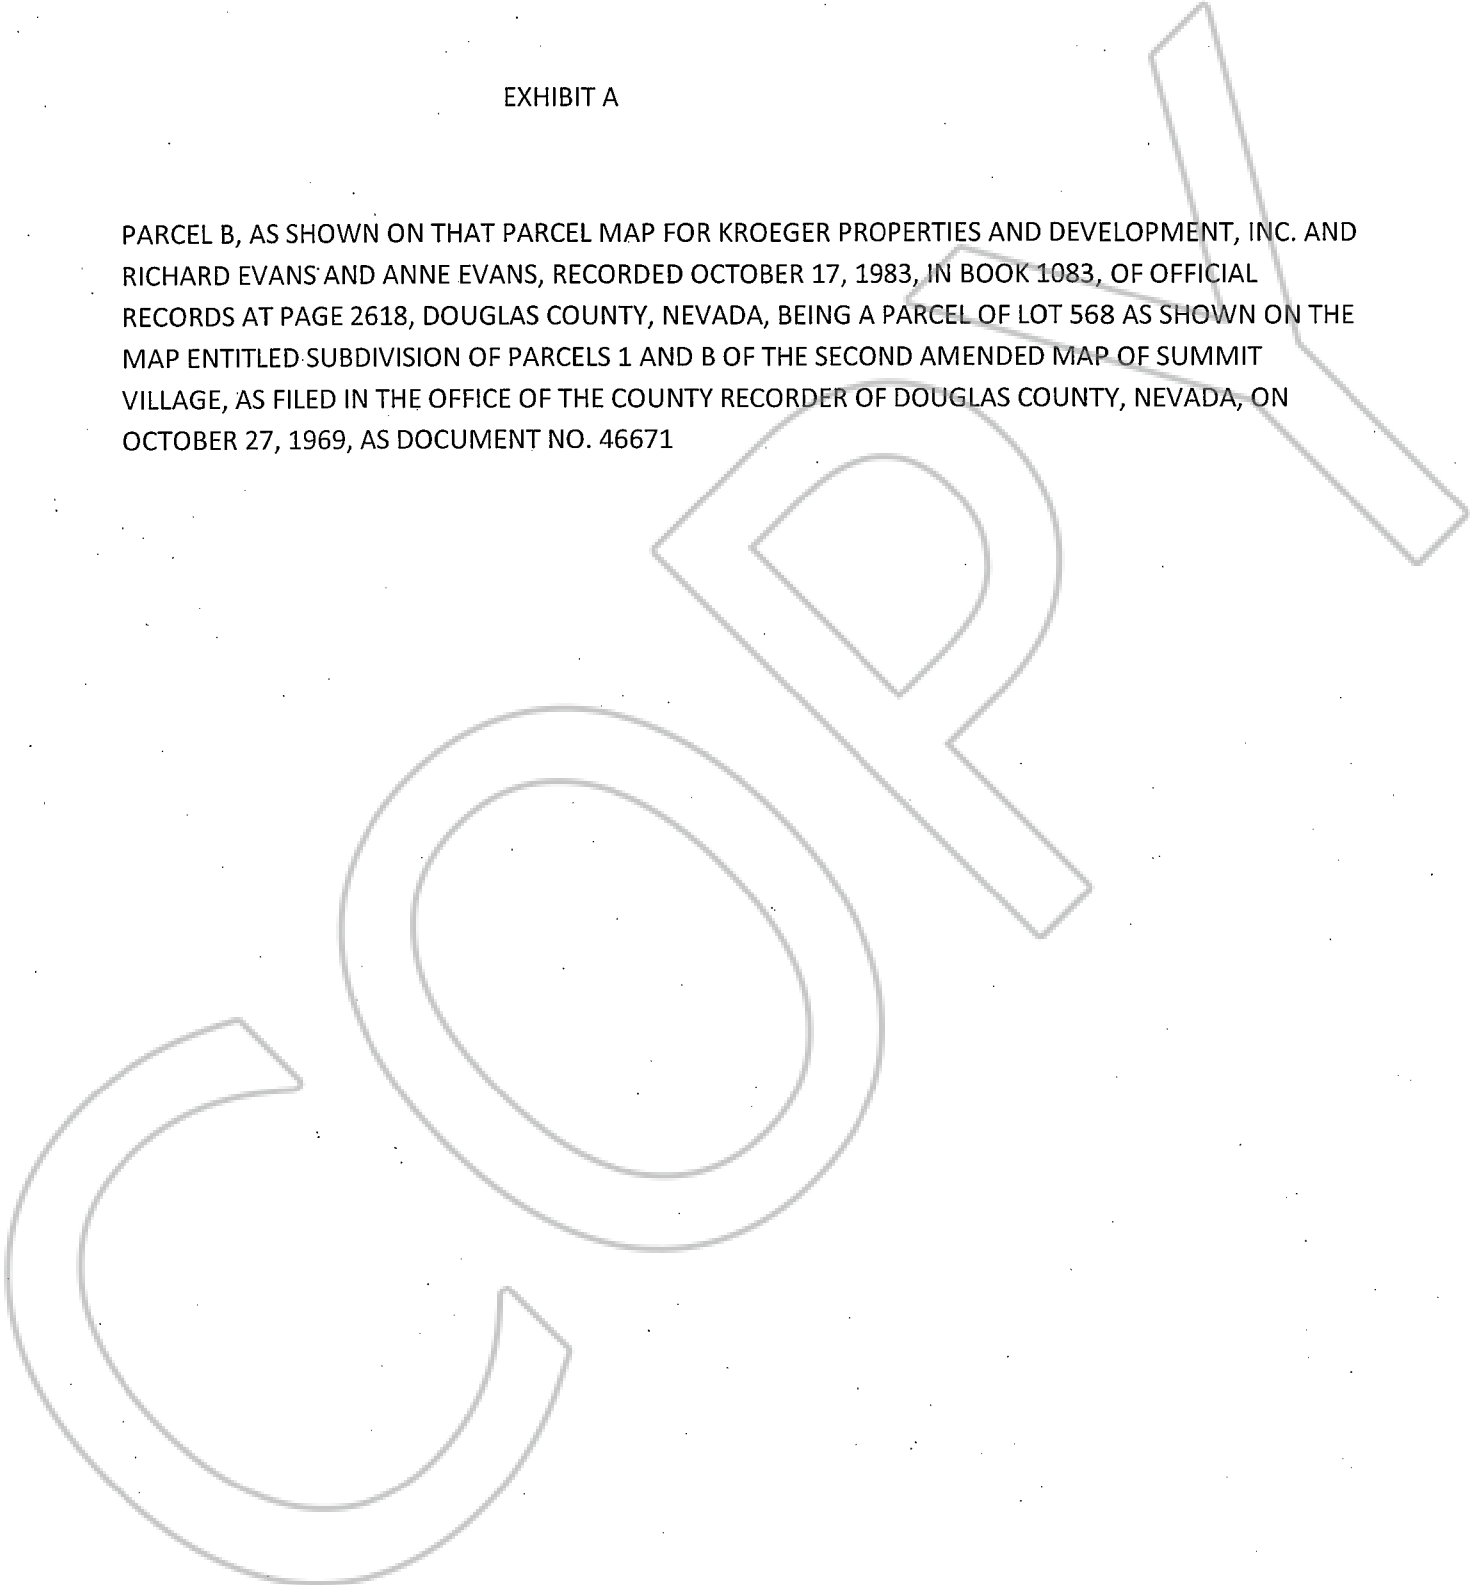 EXHIBIT A
PARCEL B, AS SHOWN ON THAT PARCEL MAP FOR KROEGER PROPERTIES AND DEVELOPMENT, INC. AND
RICHARD EVANS AND ANNE EVANS, RECORDED OCTOBER 17, 1983, IN BOOK 1083, OF OFFICIAL
RECORDS AT PAGE 2618, DOUGLAS COUNTY, NEVADA, BEING A PARCEL OF LOT 568 AS SHOWN ON THE
MAP ENTITLED SUBDIVISION OF PARCELS 1 AND B OF THE SECOND AMENDED MAP OF SUMMIT
VILLAGE, AS FILED IN THE OFFICE OF THE COUNTY RECORDER OF DOUGLAS COUNTY, NEVADA, ON
OCTOBER 27, 1969, AS DOCUMENT NO. 46671
COPY